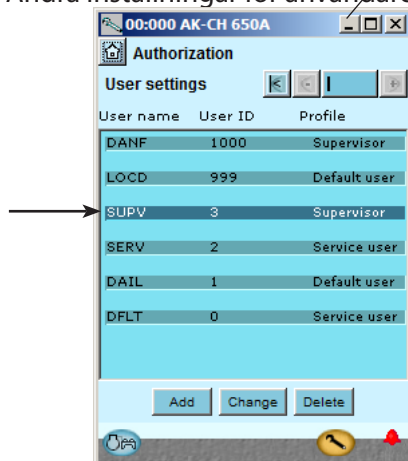 Ändra inställningar för användare
00:000 AK-CH 650A
Authorization
User settings
User name User ID Profile
DANF 1000 Supervisor
LOCD 999 Default user
SUPV 3 Supervisor
SERV 2 Service user
DAIL 1 Default user
DFLT 0 Service user
Add Change Delete